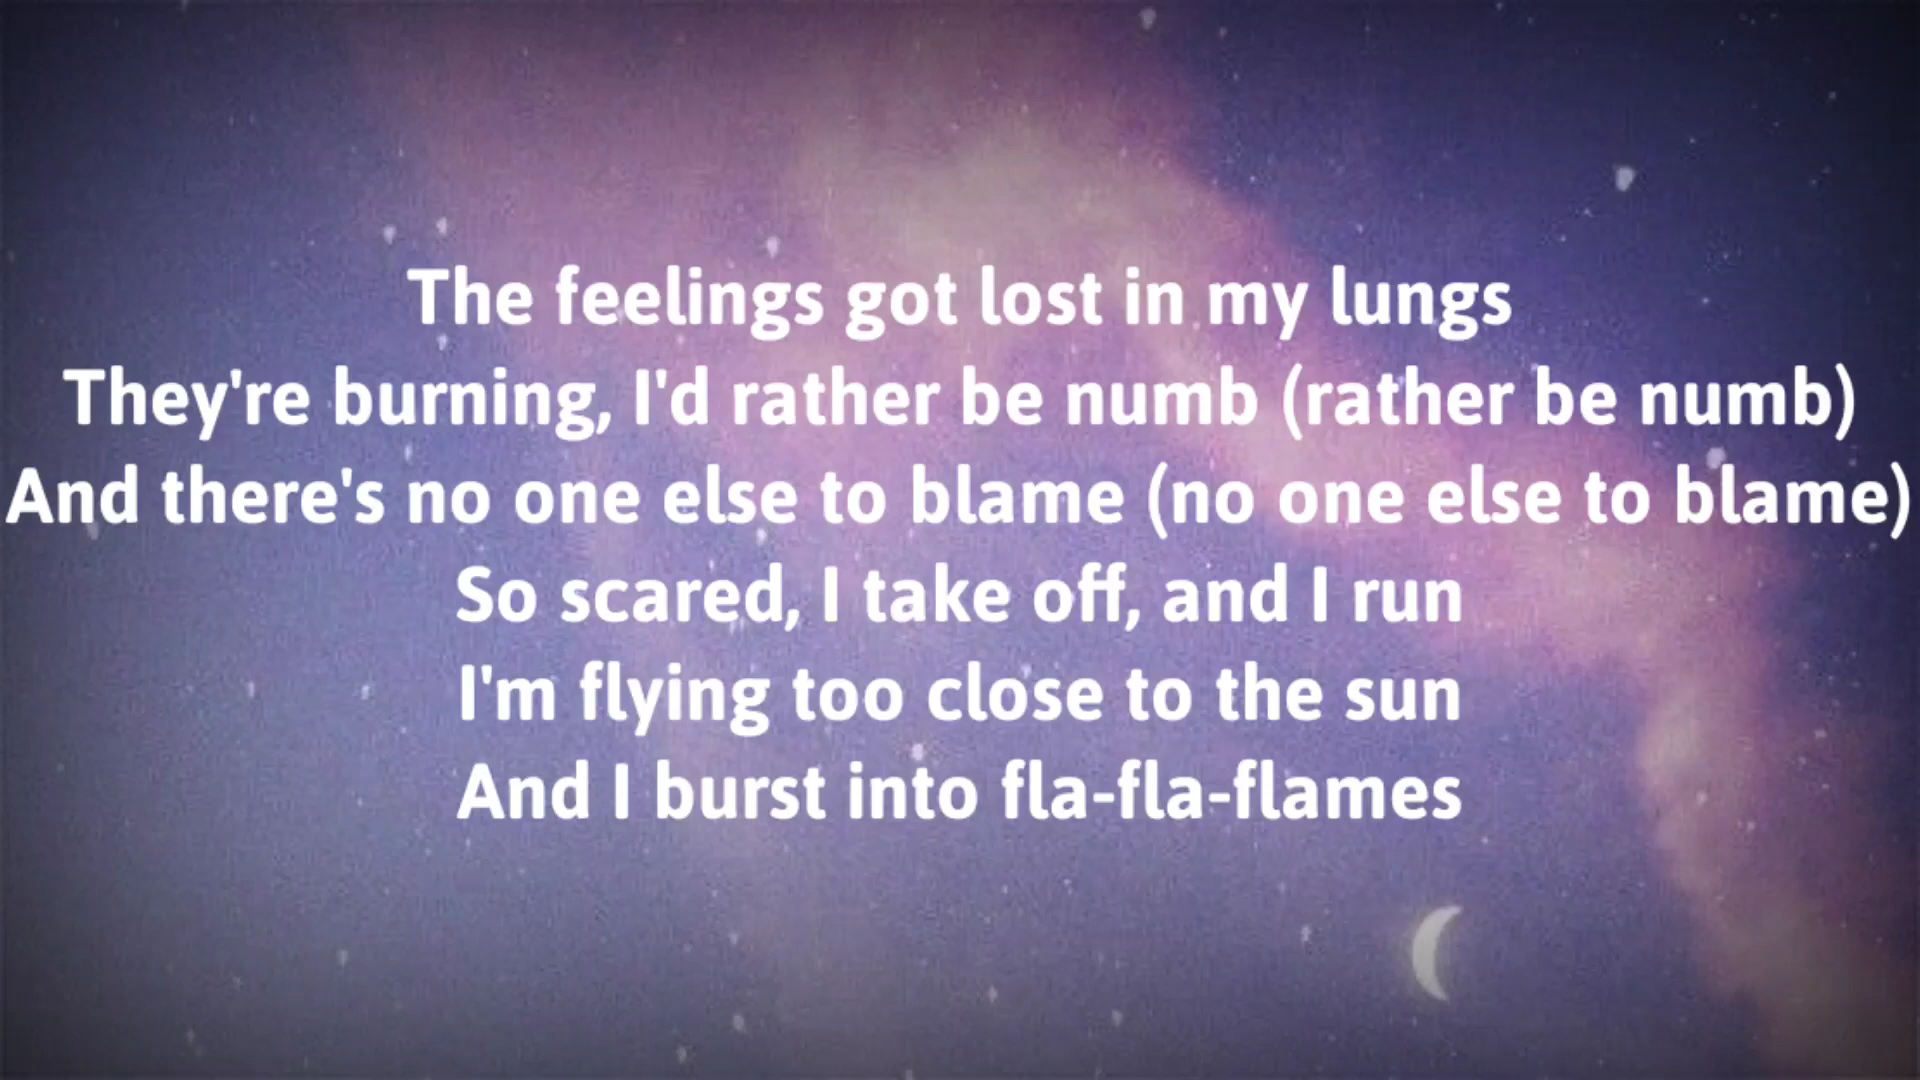 The feelings got lost in my lungs
They're burning, I'd rather be numb (rather be numb)
And there's no one else to blame (no one else to blame)
So scared, I take off, and I run
I'm flying too close to the sun
And I burst into fla-fla-flames